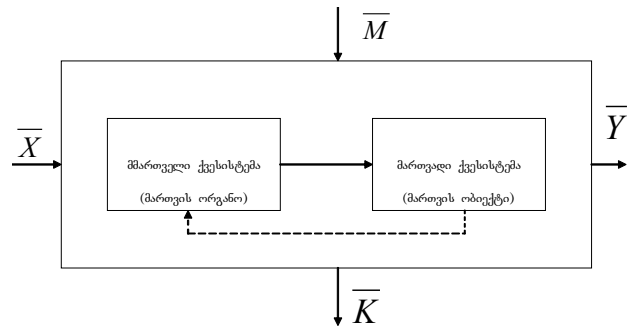 M̅
X̅
მმართველი ქვესისტემა
(მართვის ორგანო)
მართვადი ქვესისტემა
(მართვის ობიექტი)
Y̅
K̅